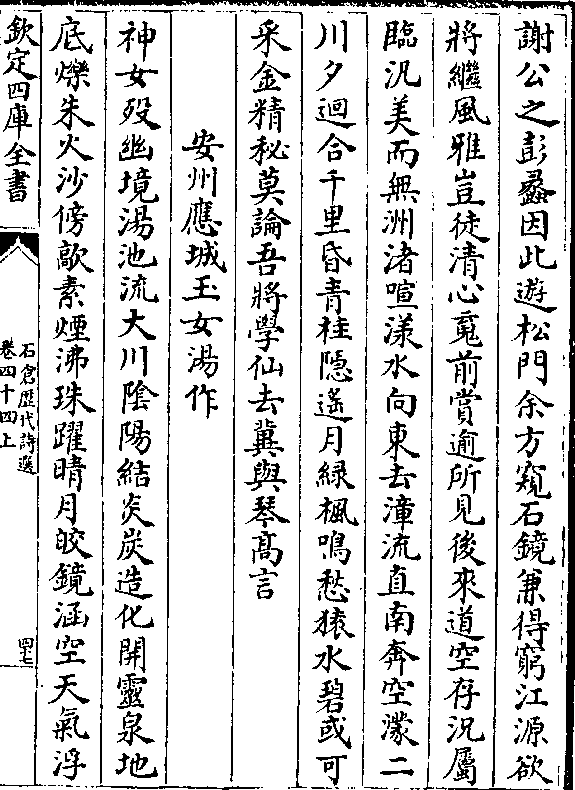 謝公之彭蠡因此遊松門余方窺石鏡兼得窮江源欲
將繼風雅豈徒清心䰟前賞逾所見後來道空存況屬
臨汎美而無洲渚喧漾水向東去漳流直南奔空濛二
川夕迴合千里昏青桂隱遙月緑楓鳴愁猿水碧或可
采金精秘莫論吾將學仙去冀與琴髙言
安州應城玉女湯作
神女殁幽境湯池流大川隂陽結炎炭造化開靈泉地
底爍朱火沙傍歊素煙沸珠躍晴月皎鏡涵空天氣浮
欽定四庫全書
石倉歴代詩選
卷四十四上
四七